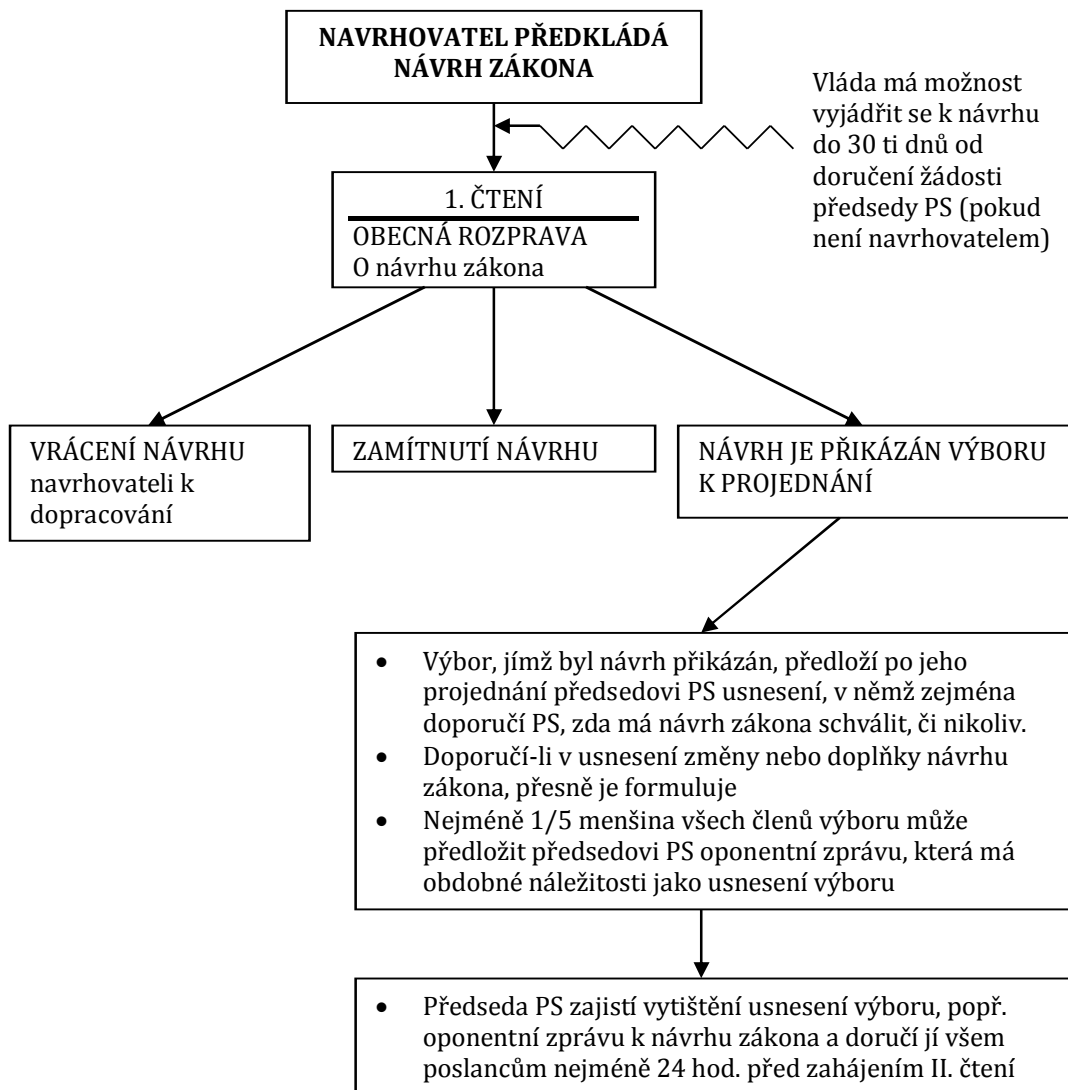 NAVRHOVATEL PŘEDKLÁDÁ
NÁVRH ZÁKONA
Vláda má možnost
vyjádřit se k návrhu
do 30 ti dnů od
doručení žádosti
předsedy PS (pokud
není navrhovatelem)
1. ČTENÍ
OBECNÁ ROZPRAVA
O návrhu zákona
VRÁCENÍ NÁVRHU
navrhovateli k
dopracování
ZAMÍTNUTÍ NÁVRHU
NÁVRH JE PŘIKÁZÁN VÝBORU
K PROJEDNÁNÍ
• Výbor, jímž byl návrh přikázán, předloží po jeho
projednání předsedovi PS usnesení, v němž zejména
doporučí PS, zda má návrh zákona schválit, či nikoliv.
• Doporučí-li v usnesení změny nebo doplňky návrhu
zákona, přesně je formuluje
• Nejméně 1/5 menšina všech členů výboru může
předložit předsedovi PS oponentní zprávu, která má
obdobné náležitosti jako usnesení výboru
• Předseda PS zajistí vytištění usnesení výboru, popř.
oponentní zprávu k návrhu zákona a doručí jí všem
poslancům nejméně 24 hod. před zahájením II. čtení